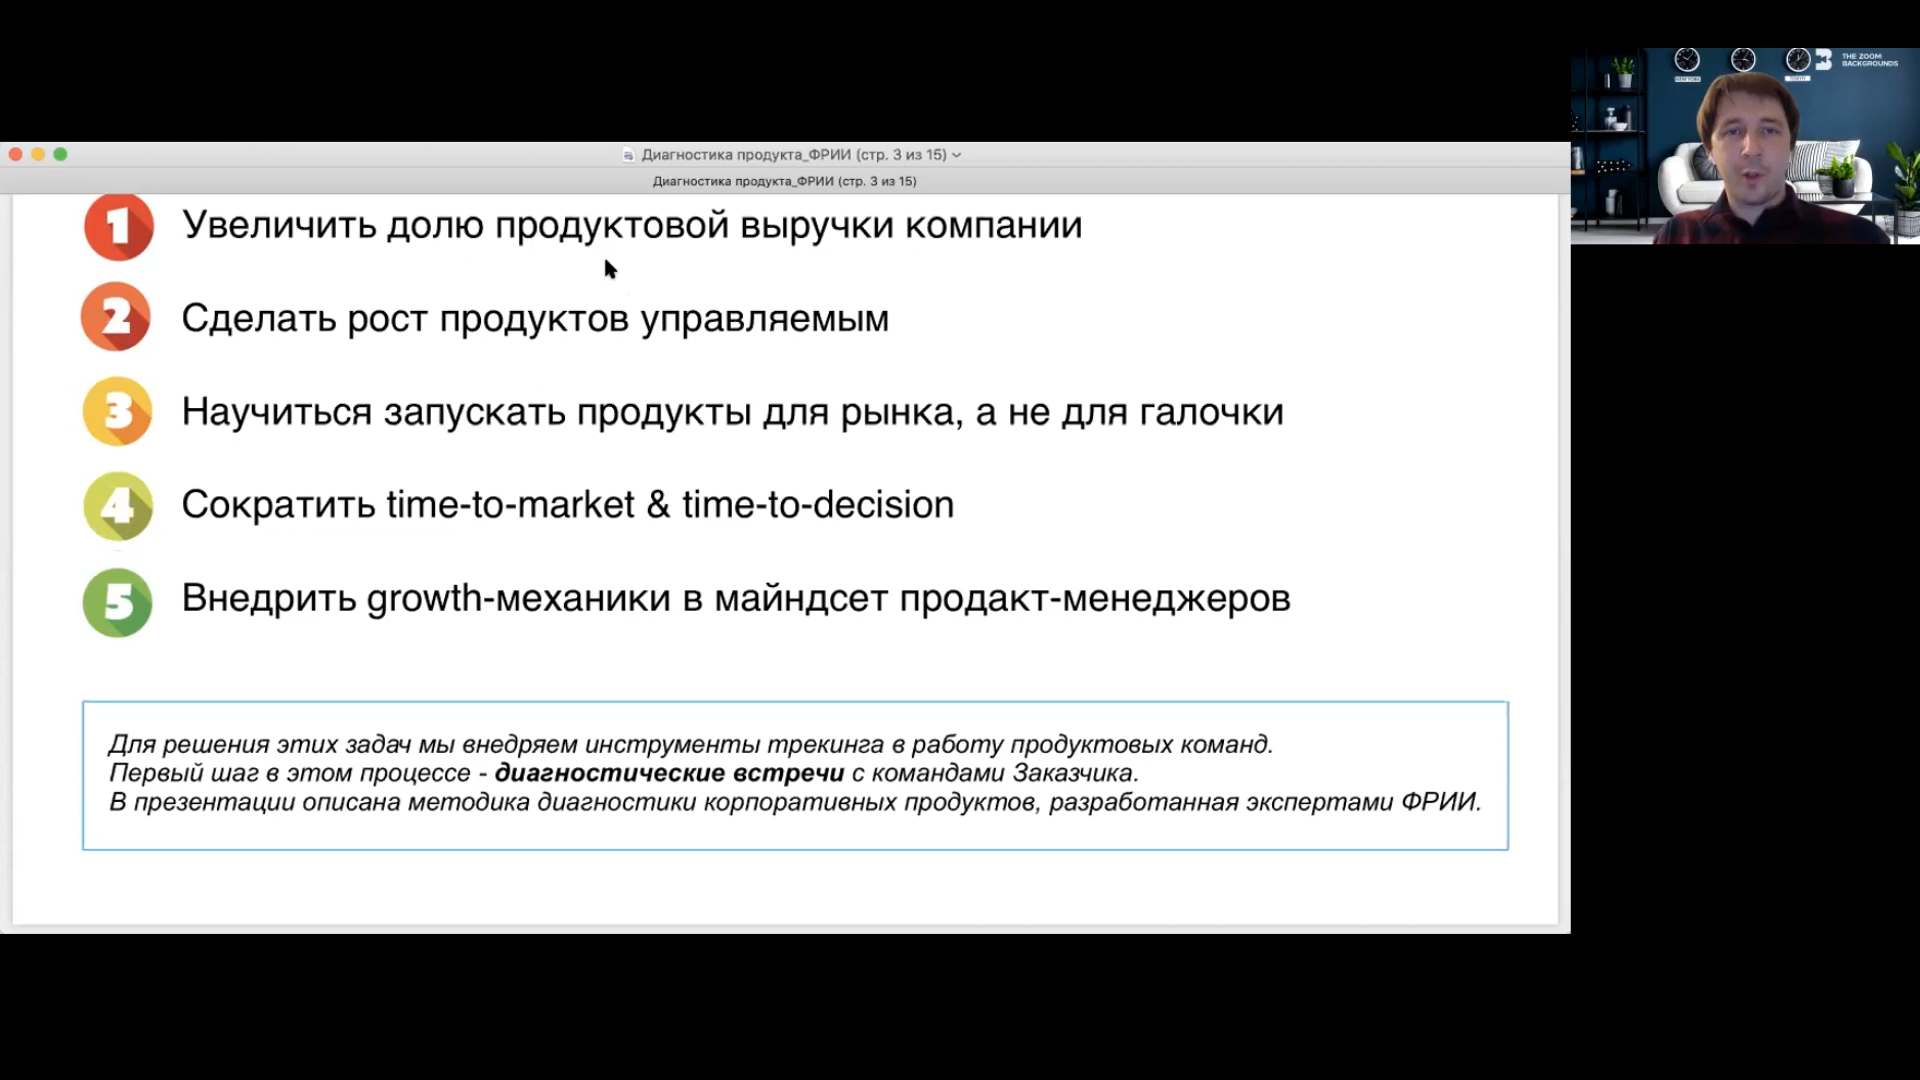 THE ZOOM
BACKGROUNDS
Диагностика продукта_ФРИИ (стр. 3 из 15)
Диагностика продукта_ФРИИ (стр. 3 из 15)
1 Увеличить долю продуктовой выручки компании
2 Сделать рост продуктов управляемым
3 Научиться запускать продукты для рынка, а не для галочки
4 Сократить time-to-market & time-to-decision
5 Внедрить growth-механики в майндсет продакт-менеджеров
Для решения этих задач мы внедряем инструменты трекинга в работу продуктовых команд.
Первый шаг в этом процессе - диагностические встречи с командами Заказчика.
В презентации описана методика диагностики корпоративных продуктов, разработанная экспертами ФРИИ.